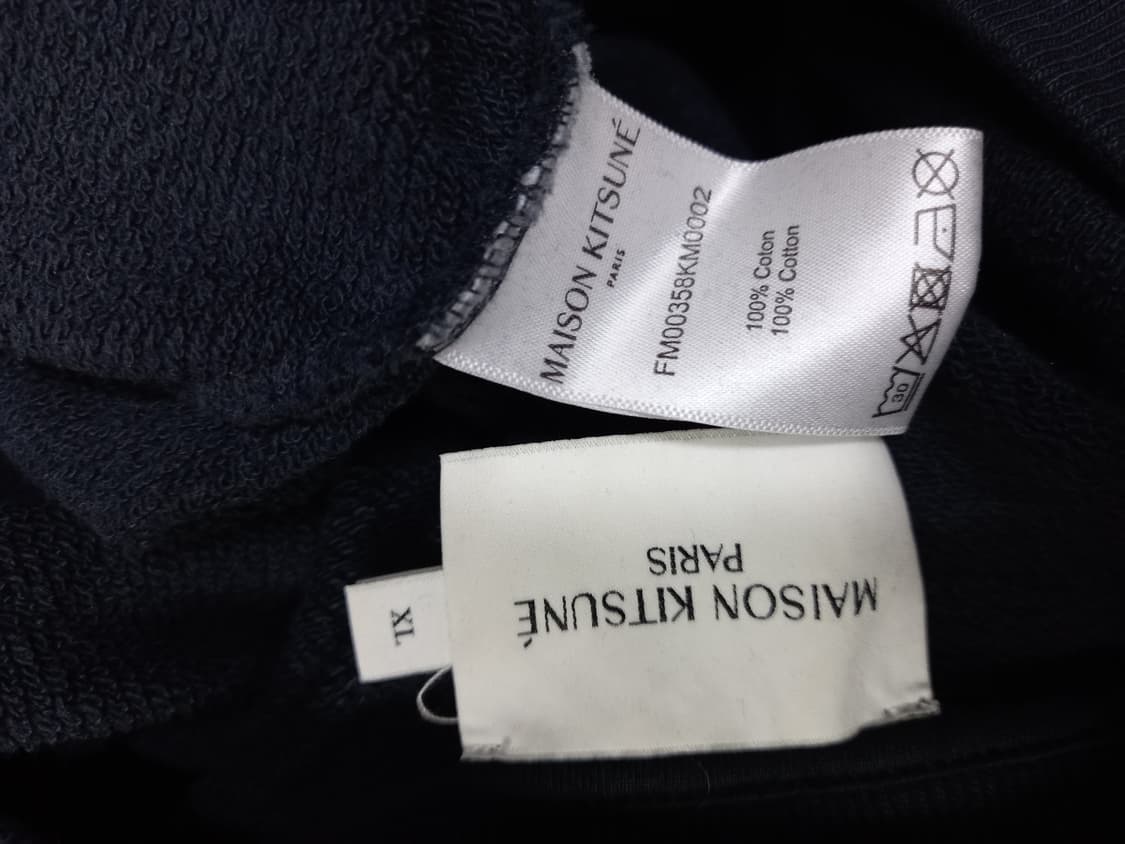 MAISON KITSUNÉ
PARIS
FM00358KM0002
100% Coton
100% Cotton
30
MAISON KITSUNÉ
PARIS
XL